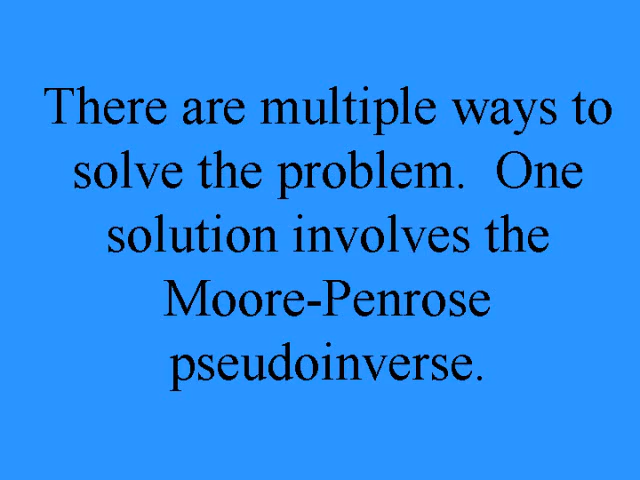 There are multiple ways to
solve the problem.  One
solution involves the
Moore-Penrose
pseudoinverse.